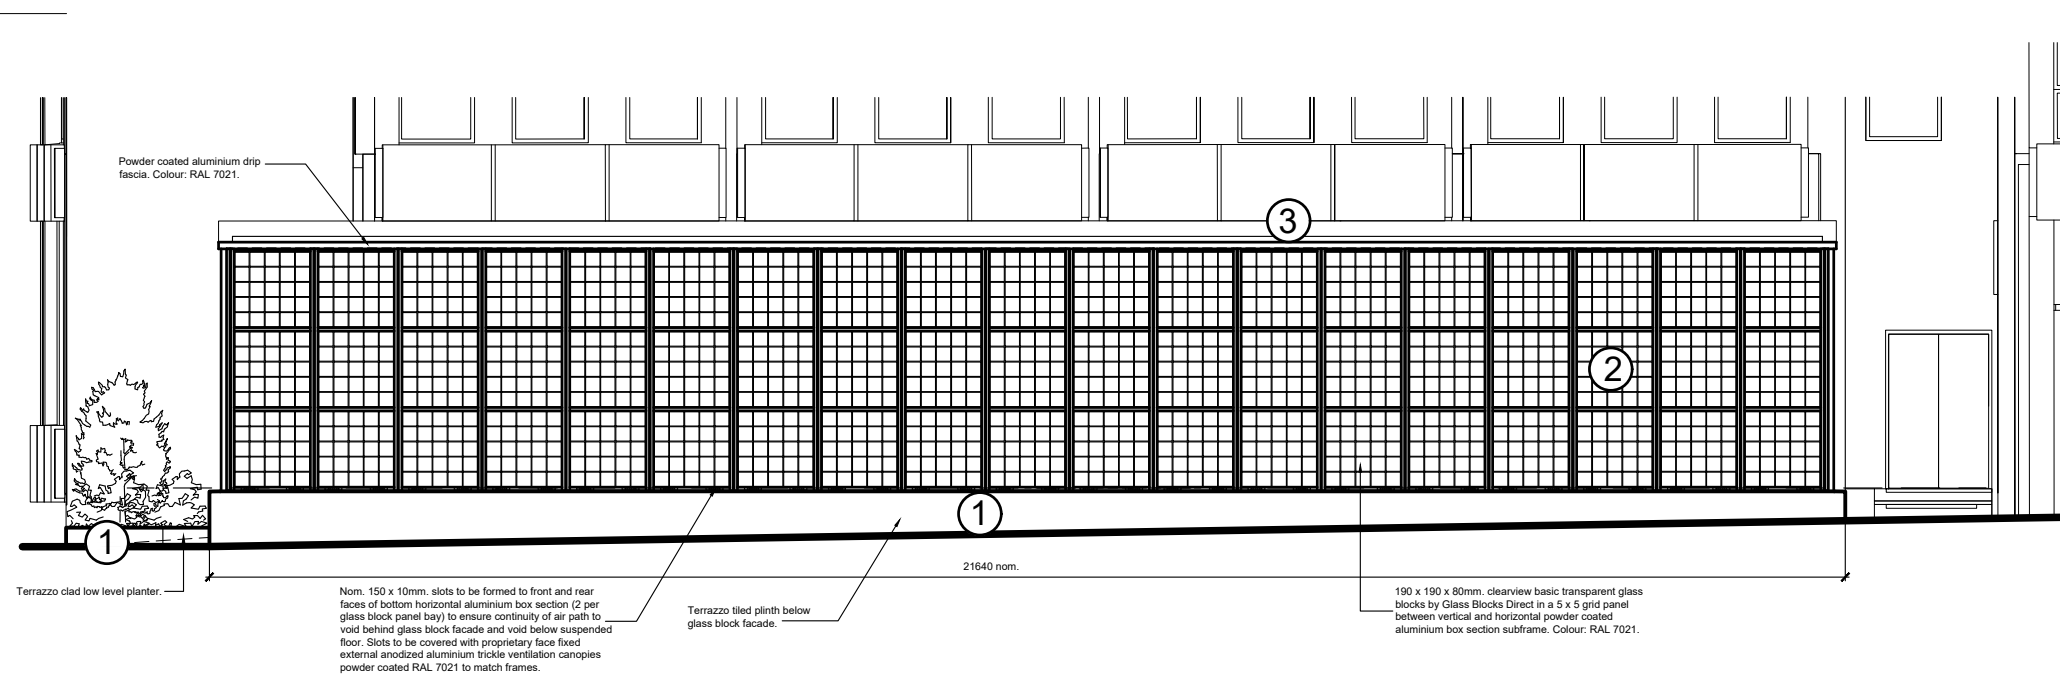 Powder coated aluminium drip
fascia. Colour: RAL 7021.
3
2
1
1
21640 nom.
Terrazzo clad low level planter.
Nom. 150 x 10mm. slots to be formed to front and rear
faces of bottom horizontal aluminium box section (2 per
glass block panel bay) to ensure continuity of air path to
void behind glass block facade and void below suspended
floor. Slots to be covered with proprietary face fixed
external anodized aluminium trickle ventilation canopies
powder coated RAL 7021 to match frames.
Terrazzo tiled plinth below
glass block facade.
190 x 190 x 80mm. clearview basic transparent glass
blocks by Glass Blocks Direct in a 5 x 5 grid panel
between vertical and horizontal powder coated
aluminium box section subframe. Colour: RAL 7021.